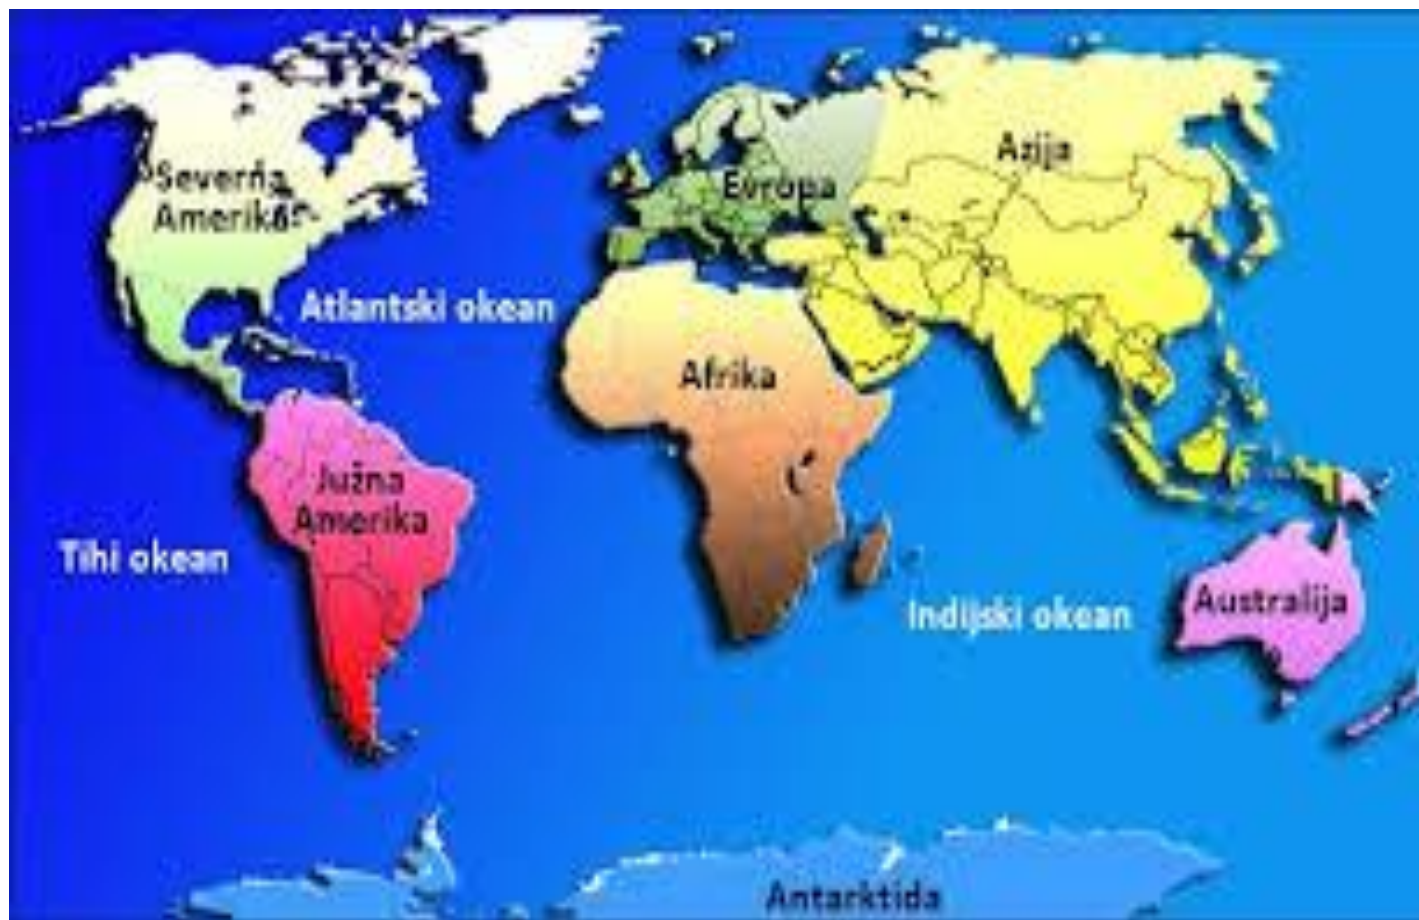 Azija
Severna
Amerika
Evropa
Atlantski okean
Afrika
Južna
Amerika
Tihi okean
Indijski okean
Australija
Antarktida